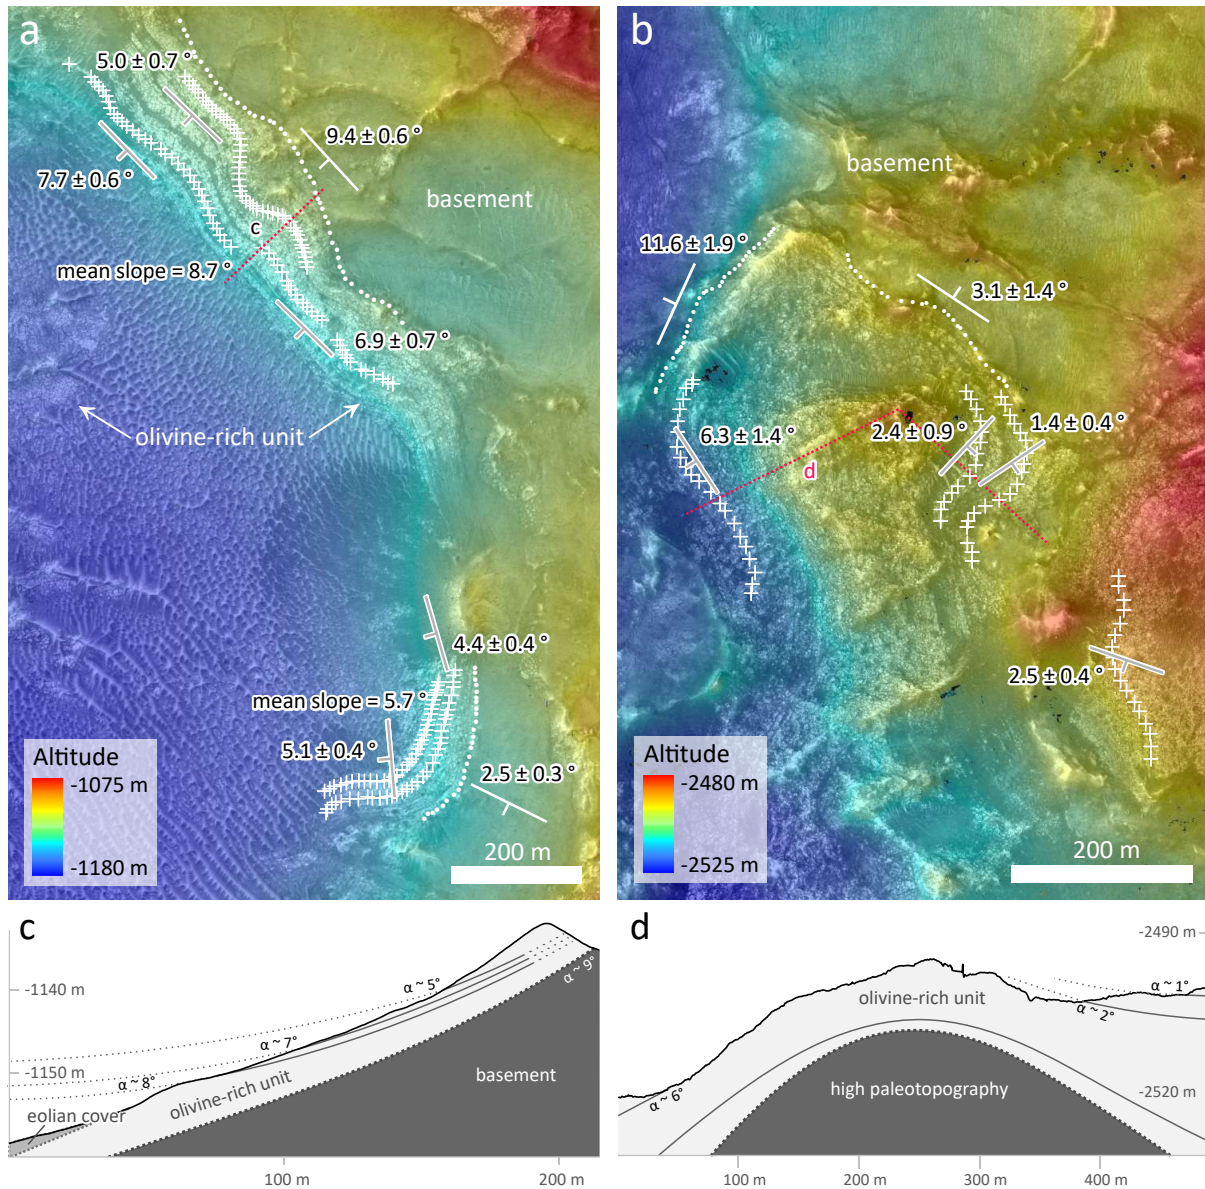 a
5.0 ± 0.7 °
9.4 ± 0.6 °
7.7 ± 0.6 °
basement
c
mean slope = 8.7 °
6.9 ± 0.7 °
olivine-rich unit
4.4 ± 0.4 °
mean slope = 5.7 °
5.1 ± 0.4 °
2.5 ± 0.3 °
Altitude
-1075 m
-1180 m
200 m
b
basement
11.6 ± 1.9 °
3.1 ± 1.4 °
6.3 ± 1.4 °
2.4 ± 0.9 °
1.4 ± 0.4 °
d
2.5 ± 0.4 °
Altitude
-2480 m
-2525 m
200 m
c
-1140 m
-1150 m
α ~ 5°
α ~ 9°
α ~ 7°
α ~ 8°
basement
olivine-rich unit
eolian cover
100 m
200 m
d
-2490 m
α ~ 1°
olivine-rich unit
α ~ 2°
α ~ 6°
high paleotopography
-2520 m
100 m
200 m
300 m
400 m